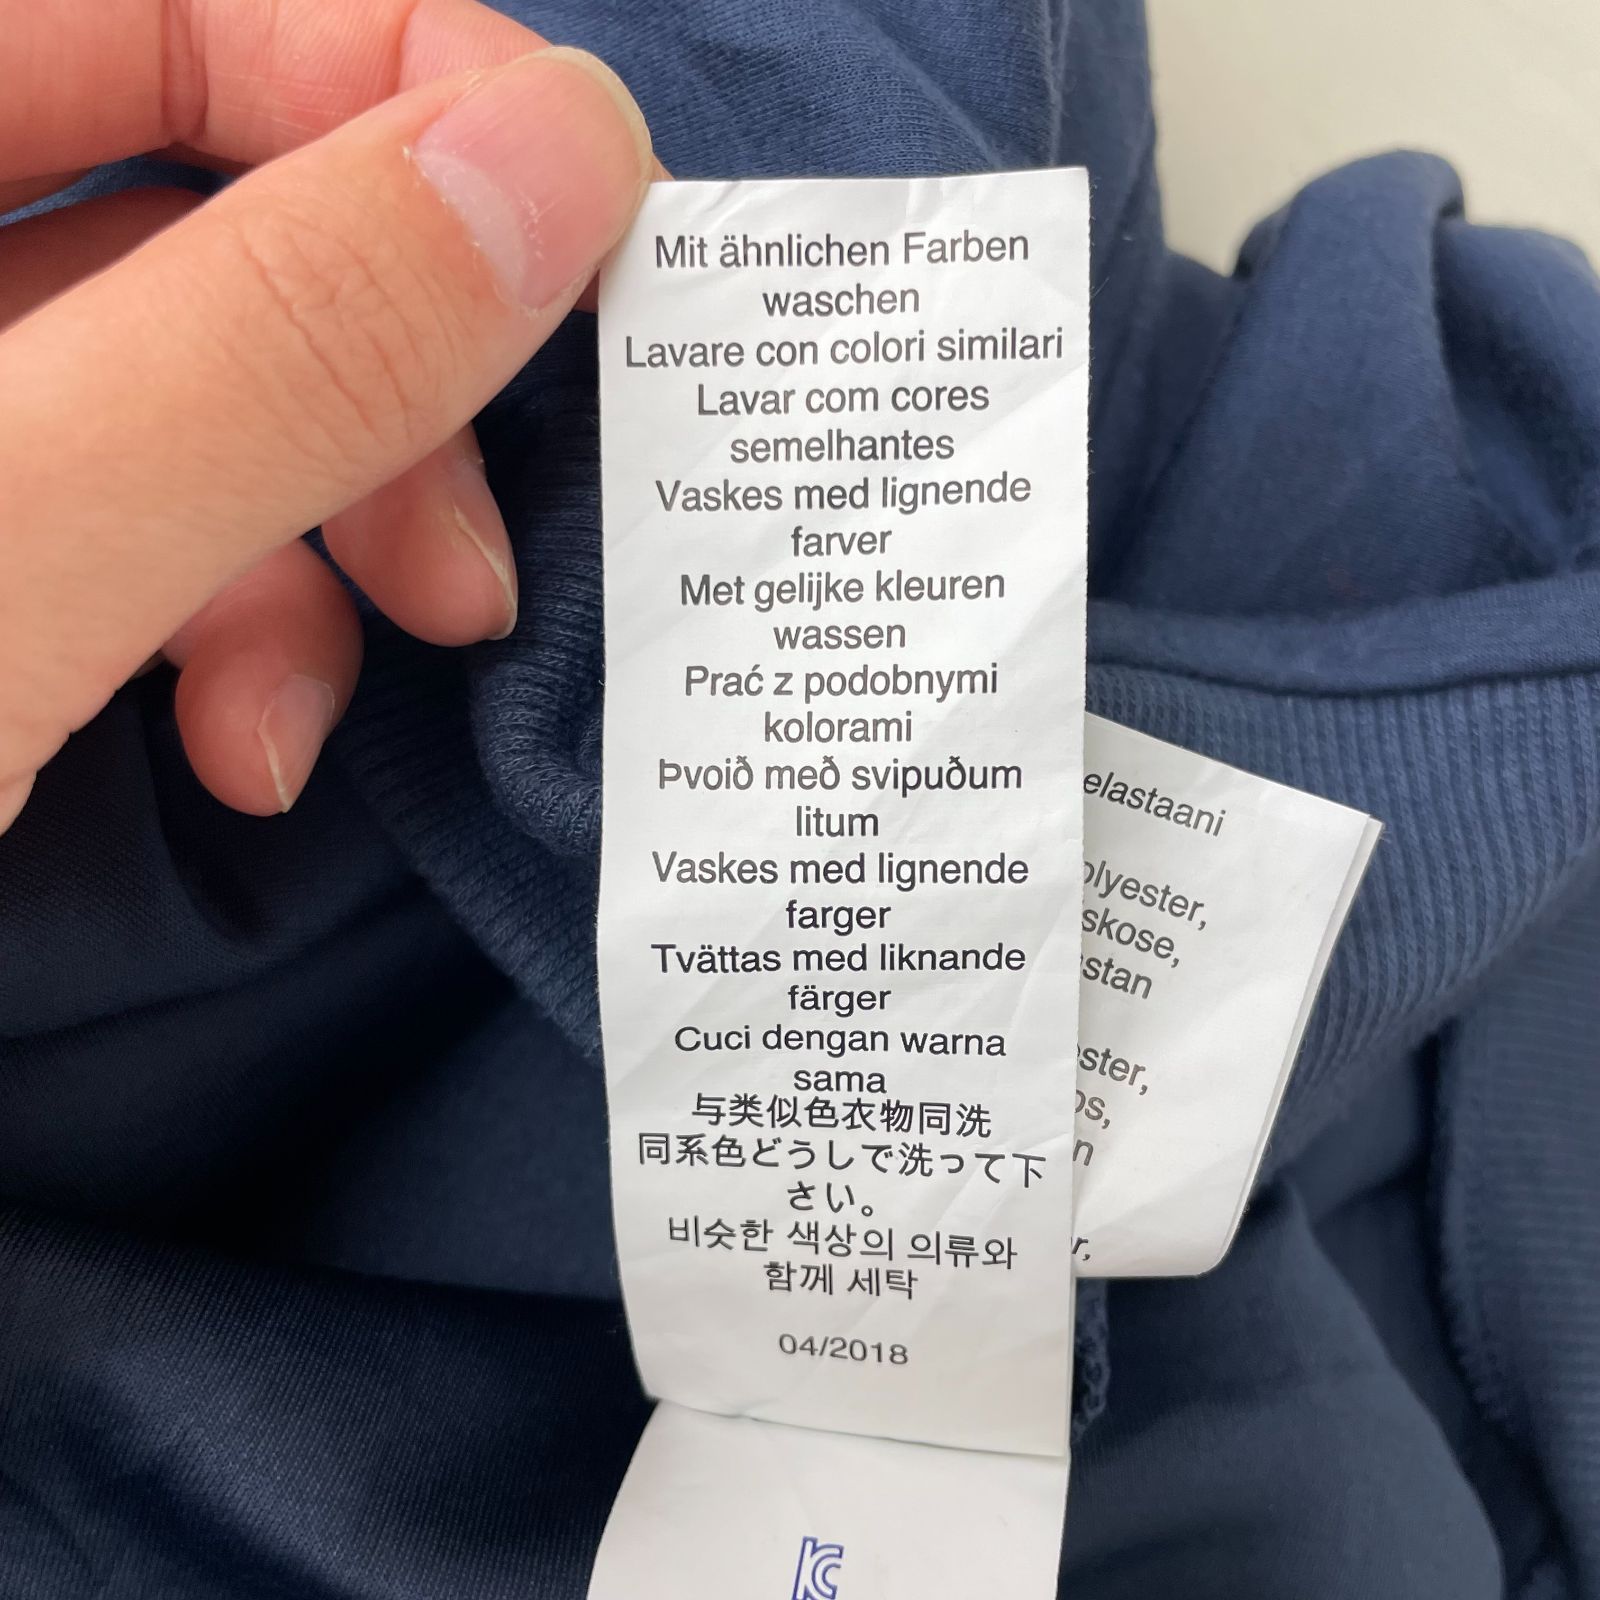 Mit ähnlichen Farben
waschen
Lavare con colori similari
Lavar com cores
semelhantes
Vaskes med lignende
farver
Met gelijke kleuren
wassen
Prać z podobnymi
kolorami
Þvoið með svipuðum
litum
Vaskes med lignende
farger
Tvättas med liknande
färger
Cuci dengan warna
sama
与类似色衣物同洗
同系色どうしで洗って下
さい。
비슷한 색상의 의류와
함께 세탁
04/2018
KC
elastaani